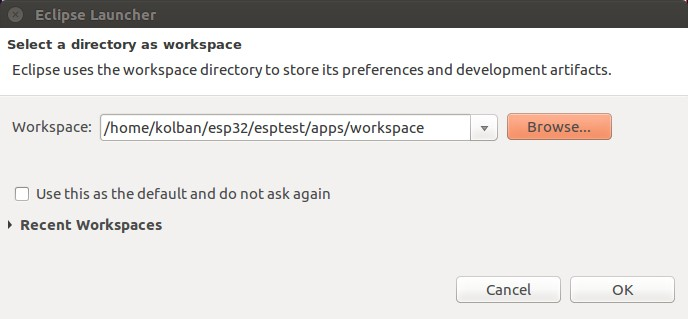 Eclipse Launcher
Select a directory as workspace
Eclipse uses the workspace directory to store its preferences and development artifacts.
Workspace: /home/kolban/esp32/esptest/apps/workspace Browse...
Use this as the default and do not ask again
Recent Workspaces
Cancel OK